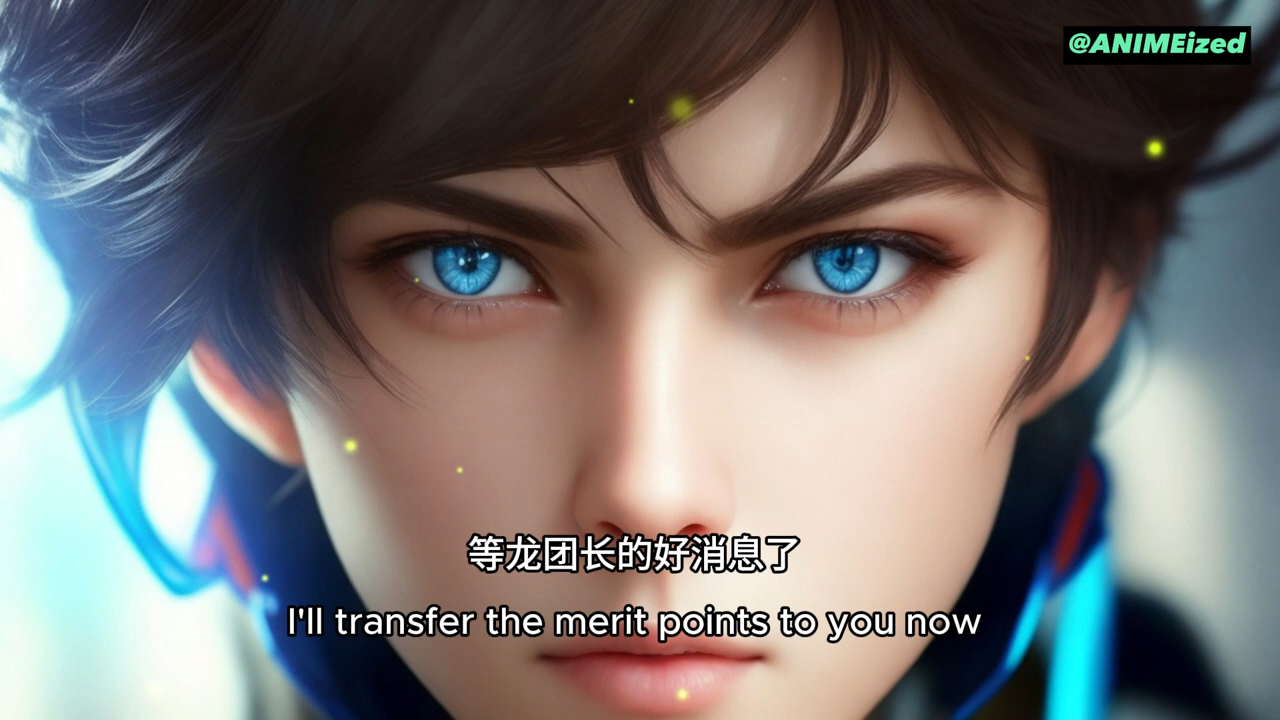 @ANIMEized
等龙团长的好消息了
I'll transfer the merit points to you now